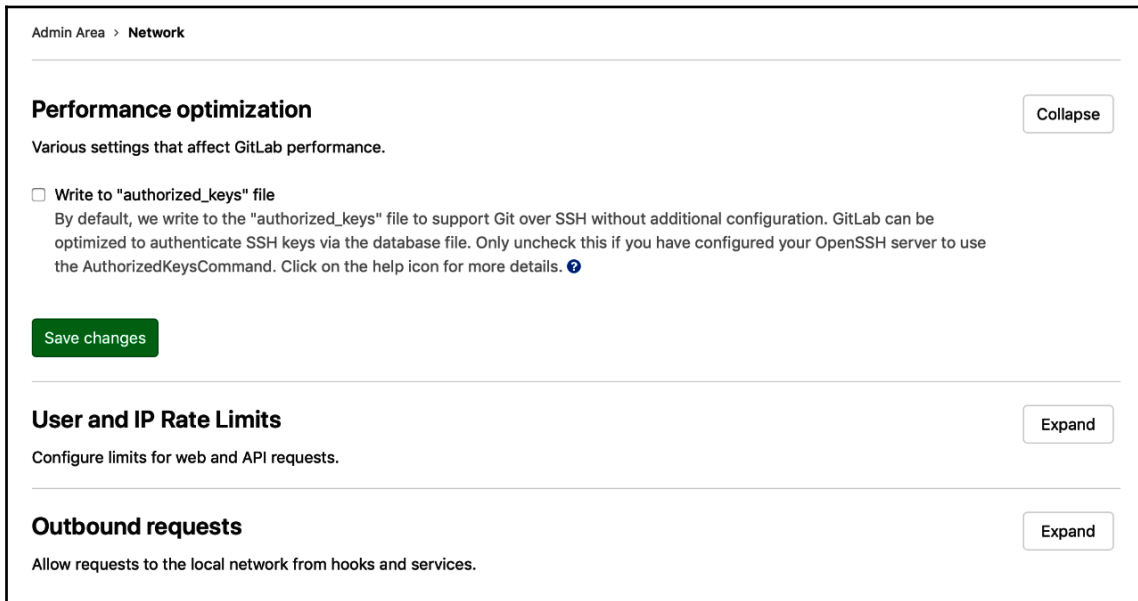 Admin Area > Network
Performance optimization
Collapse
Various settings that affect GitLab performance.
Write to "authorized_keys" file
By default, we write to the "authorized_keys" file to support Git over SSH without additional configuration. GitLab can be
optimized to authenticate SSH keys via the database file. Only uncheck this if you have configured your OpenSSH server to use
the AuthorizedKeysCommand. Click on the help icon for more details. ?
Save changes
User and IP Rate Limits
Expand
Configure limits for web and API requests.
Outbound requests
Expand
Allow requests to the local network from hooks and services.